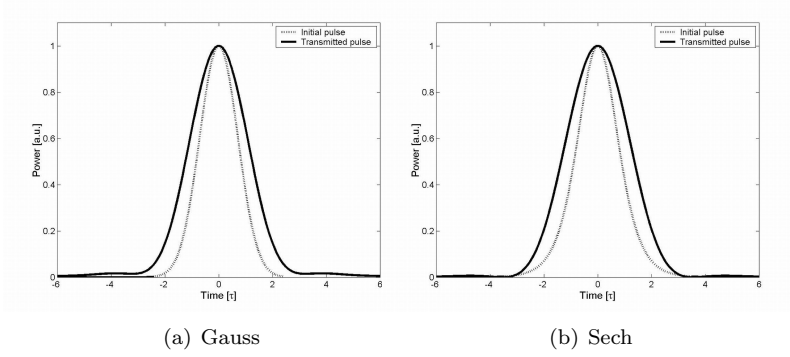 Initial pulse
Transmitted pulse
1
0.8
0.6
0.4
0.2
0
Power [a.u.]
-6 -4 -2 0 2 4 6
Time [τ]
(a) Gauss
Initial pulse
Transmitted pulse
1
0.8
0.6
0.4
0.2
0
Power [a.u.]
-6 -4 -2 0 2 4 6
Time [τ]
(b) Sech